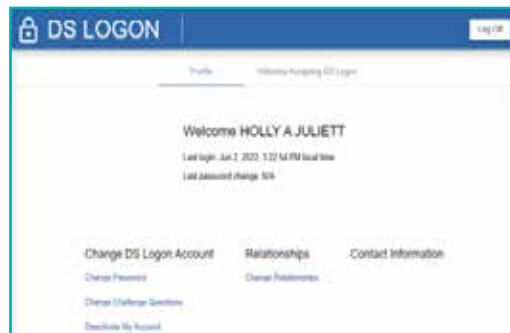 DS LOGON
Log Off
Profile Websites Accepting DS Logon
Welcome HOLLY A JULIETT
Last login: Jun 2, 2023, 1:22:54 PM local time
Last password change: N/A
Change DS Logon Account Relationships Contact Information
Change Password Change Relationships
Change Challenge Questions
Deactivate My Account